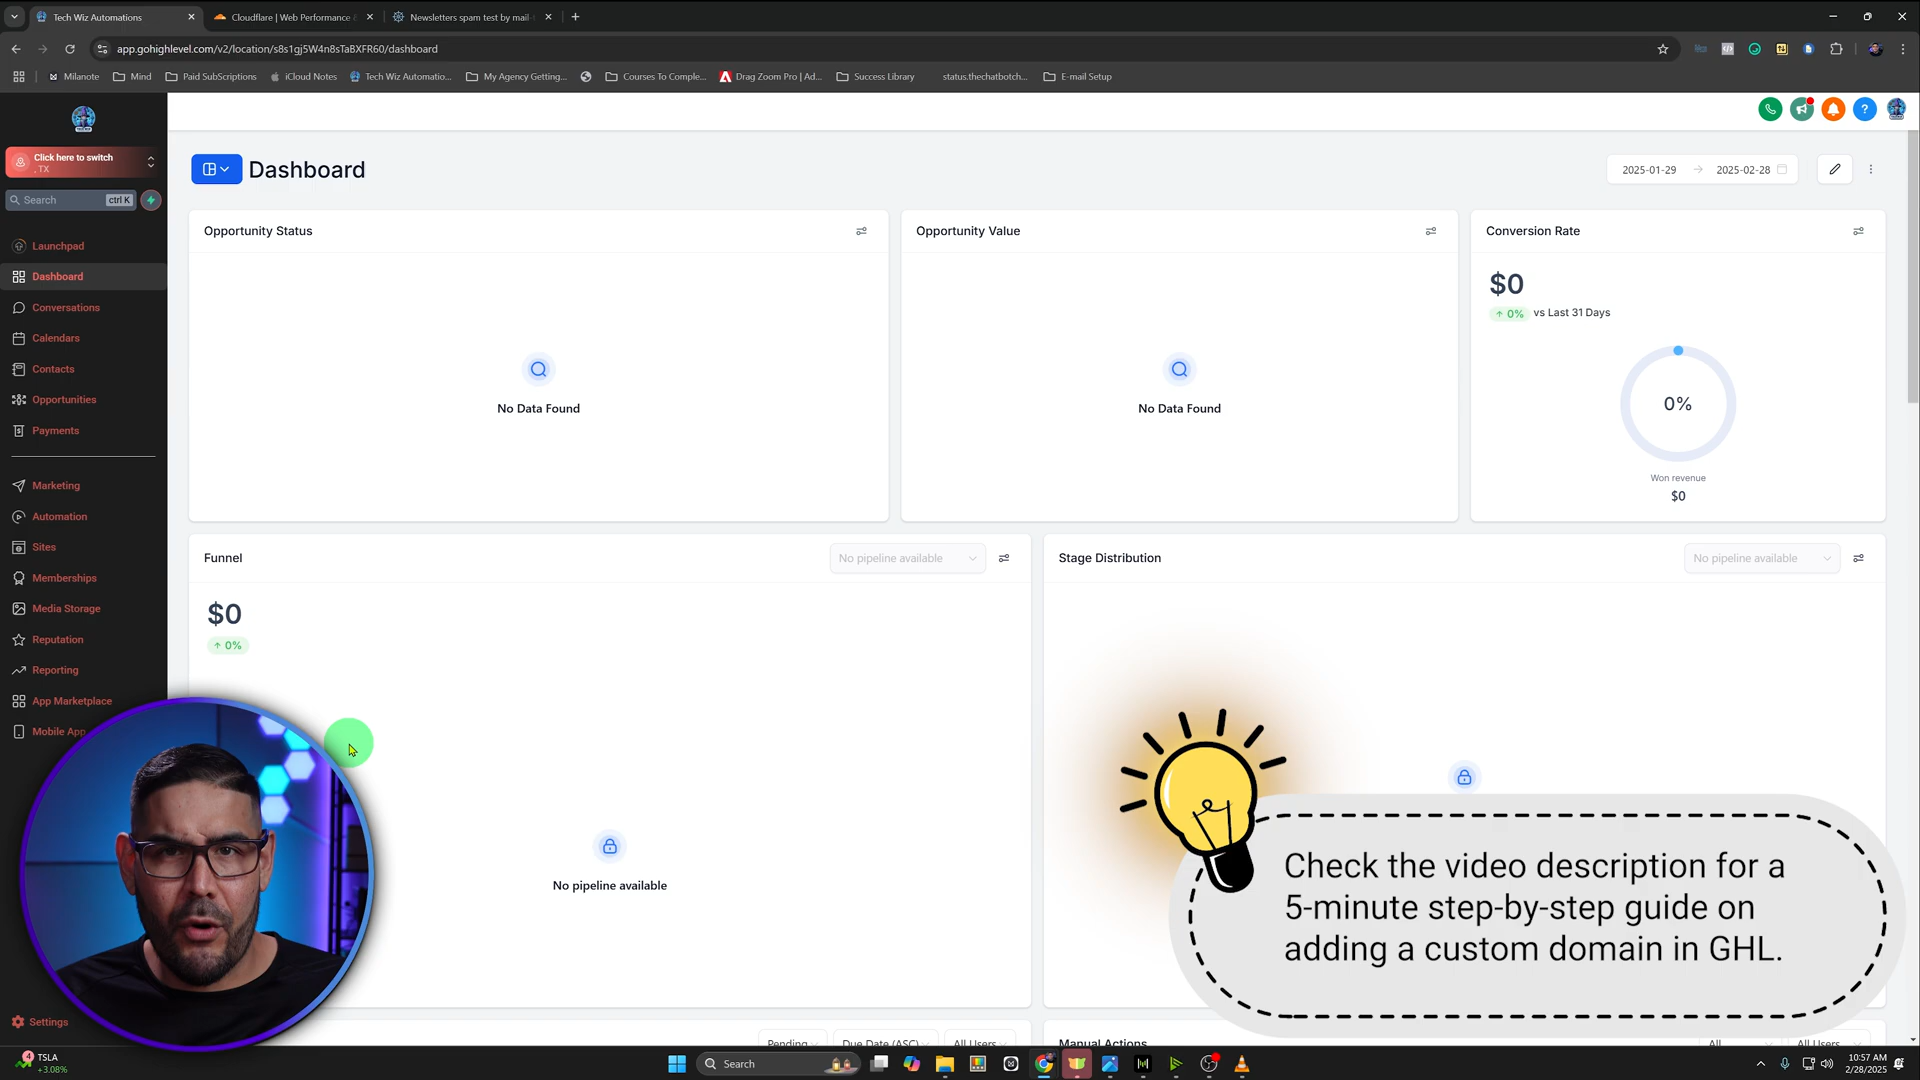 Tech Wiz Automations
Cloudflare | Web Performance
Newsletters spam test by mail-
app.gohighlevel.com/v2/location/s8s1gj5W4n8sTaBXFR60/dashboard
Milanote
Mind
Paid SubScriptions
iCloud Notes
Tech Wiz Automatio...
My Agency Getting...
Courses To Comple...
Drag Zoom Pro | Ad...
Success Library
status.thechatbotch...
E-mail Setup
Click here to switch
, TX
Search
ctrl K
Launchpad
Dashboard
Conversations
Calendars
Contacts
Opportunities
Payments
Marketing
Automation
Sites
Memberships
Media Storage
Reputation
Reporting
App Marketplace
Mobile App
Settings
Dashboard
2025-01-29
2025-02-28
Opportunity Status
No Data Found
Opportunity Value
No Data Found
Conversion Rate
$0
0%
vs Last 31 Days
0%
Won revenue
$0
Funnel
No pipeline available
$0
0%
No pipeline available
Stage Distribution
No pipeline available
Check the video description for a
5-minute step-by-step guide on
adding a custom domain in GHL.
Pending
Due Date (ASC)
All Users
Manual Actions
All
All Users
4
TSLA
+3.08%
Search
10:57 AM
2/28/2025